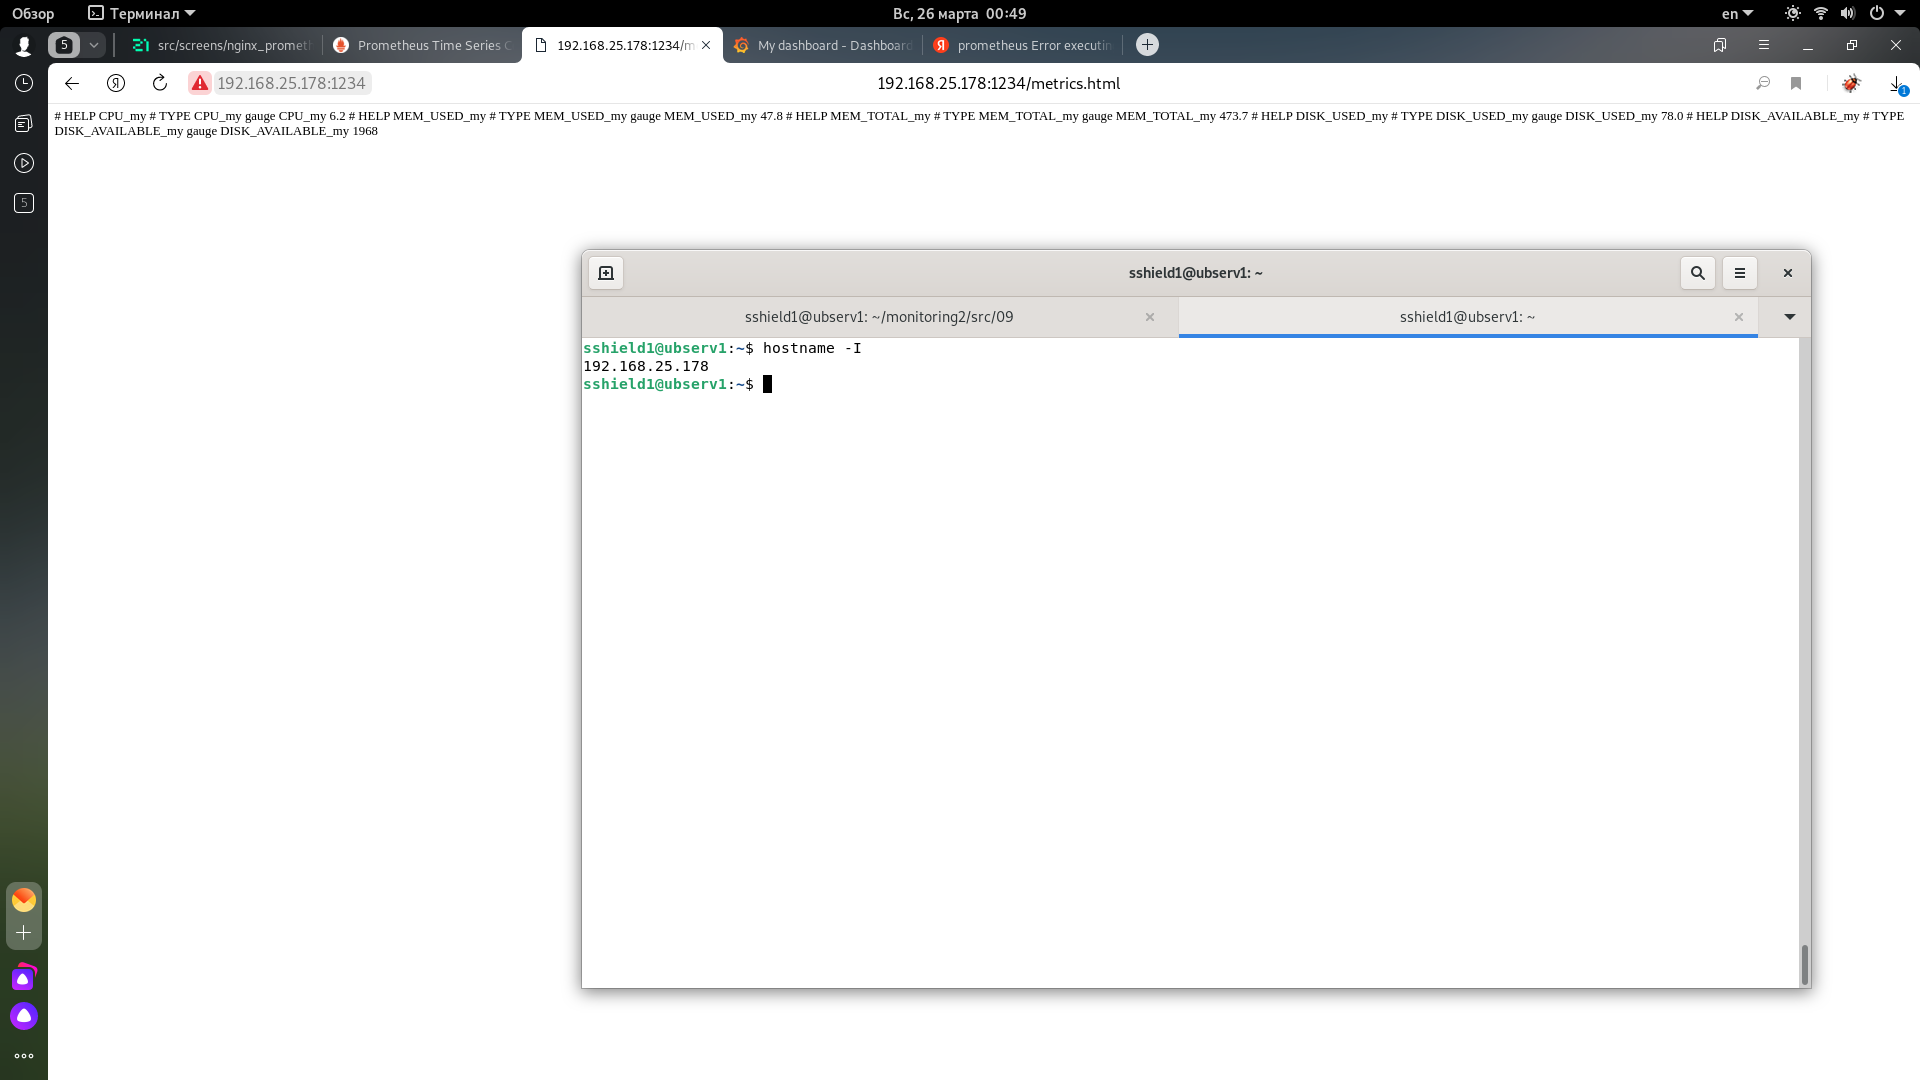 Обзор Терминал Вс, 26 марта 00:49 en
5 src/screens/nginx_promet Prometheus Time Series C 192.168.25.178:1234/m My dashboard - Dashboard prometheus Error executin
192.168.25.178:1234 192.168.25.178:1234/metrics.html
# HELP CPU_my # TYPE CPU_my gauge CPU_my 6.2 # HELP MEM_USED_my # TYPE MEM_USED_my gauge MEM_USED_my 47.8 # HELP MEM_TOTAL_my # TYPE MEM_TOTAL_my gauge MEM_TOTAL_my 473.7 # HELP DISK_USED_my # TYPE DISK_USED_my gauge DISK_USED_my 78.0 # HELP DISK_AVAILABLE_my # TYPE
DISK_AVAILABLE_my gauge DISK_AVAILABLE_my 1968
5
sshield1@ubserv1: ~
sshield1@ubserv1: ~/monitoring2/src/09 sshield1@ubserv1: ~
sshield1@ubserv1:~$ hostname -I
192.168.25.178
sshield1@ubserv1:~$